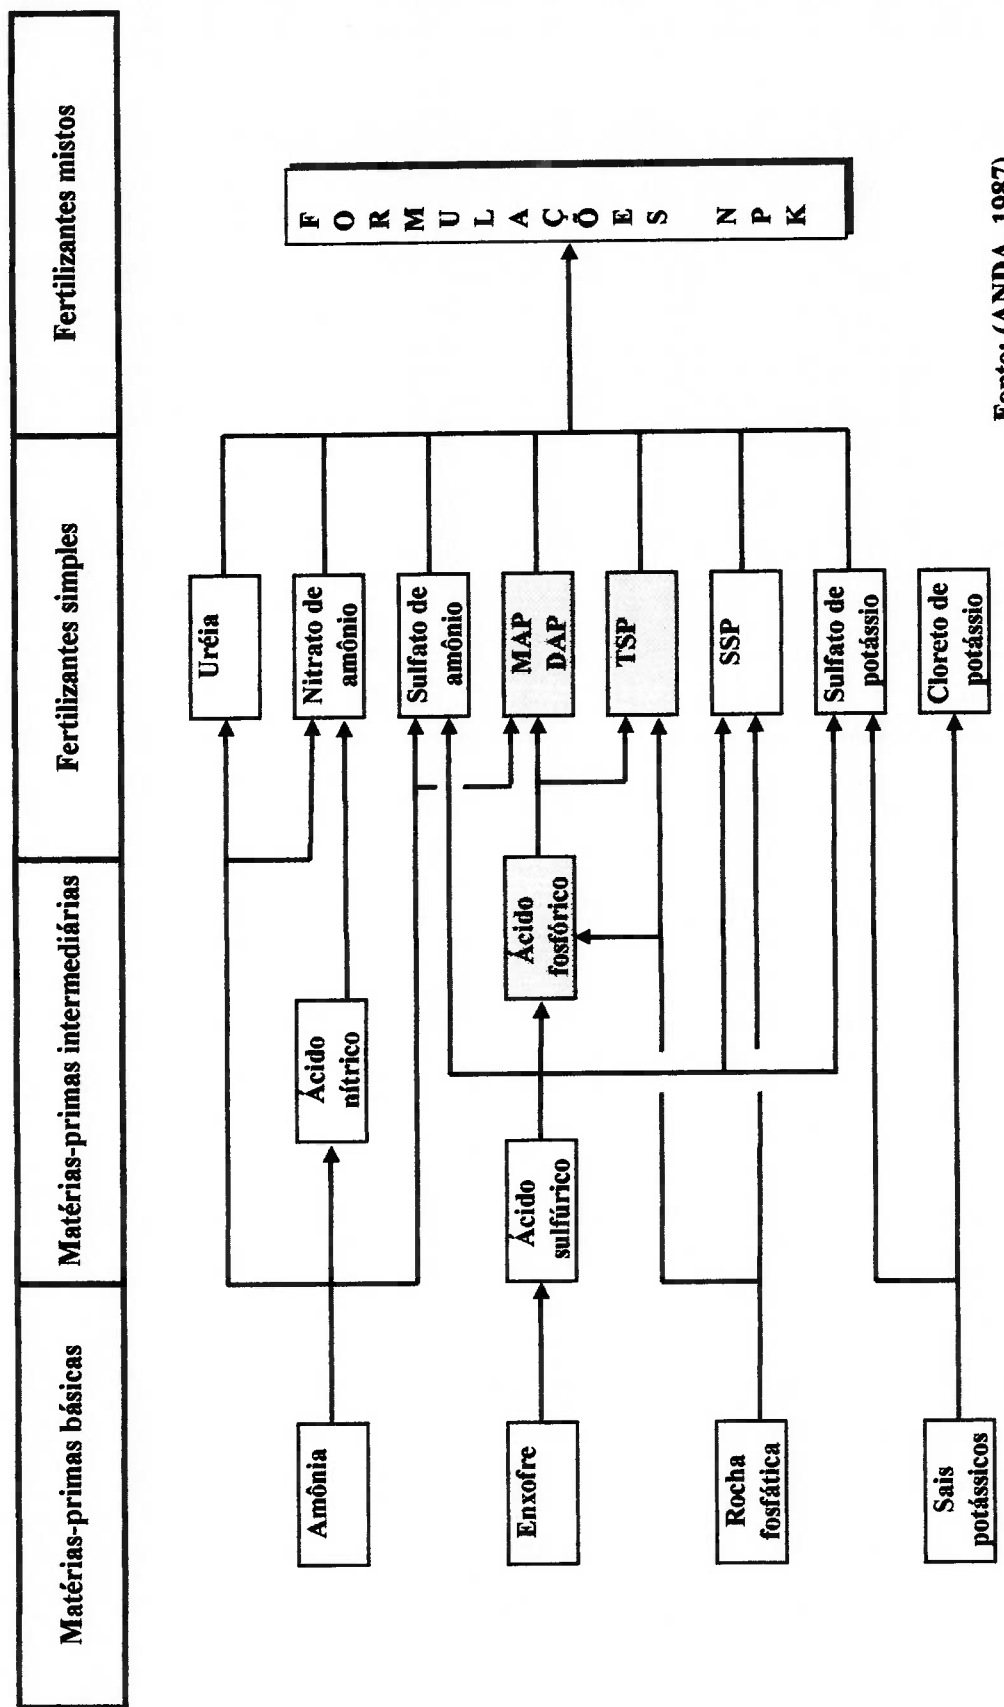 Matérias-primas básicas
Matérias-primas intermediárias
Fertilizantes simples
Fertilizantes mistos
Amônia
Enxofre
Rocha
fosfática
Sais
potássicos
Ácido
nítrico
Ácido
sulfúrico
Ácido
fosfórico
Uréia
Nitrato de
amônio
Sulfato de
amônio
MAP
DAP
TSP
SSP
Sulfato de
potássio
Cloreto de
potássio
F
O
R
M
U
L
A
Ç
Õ
E
S
N
P
K
Fonte: (ANDA, 1987)